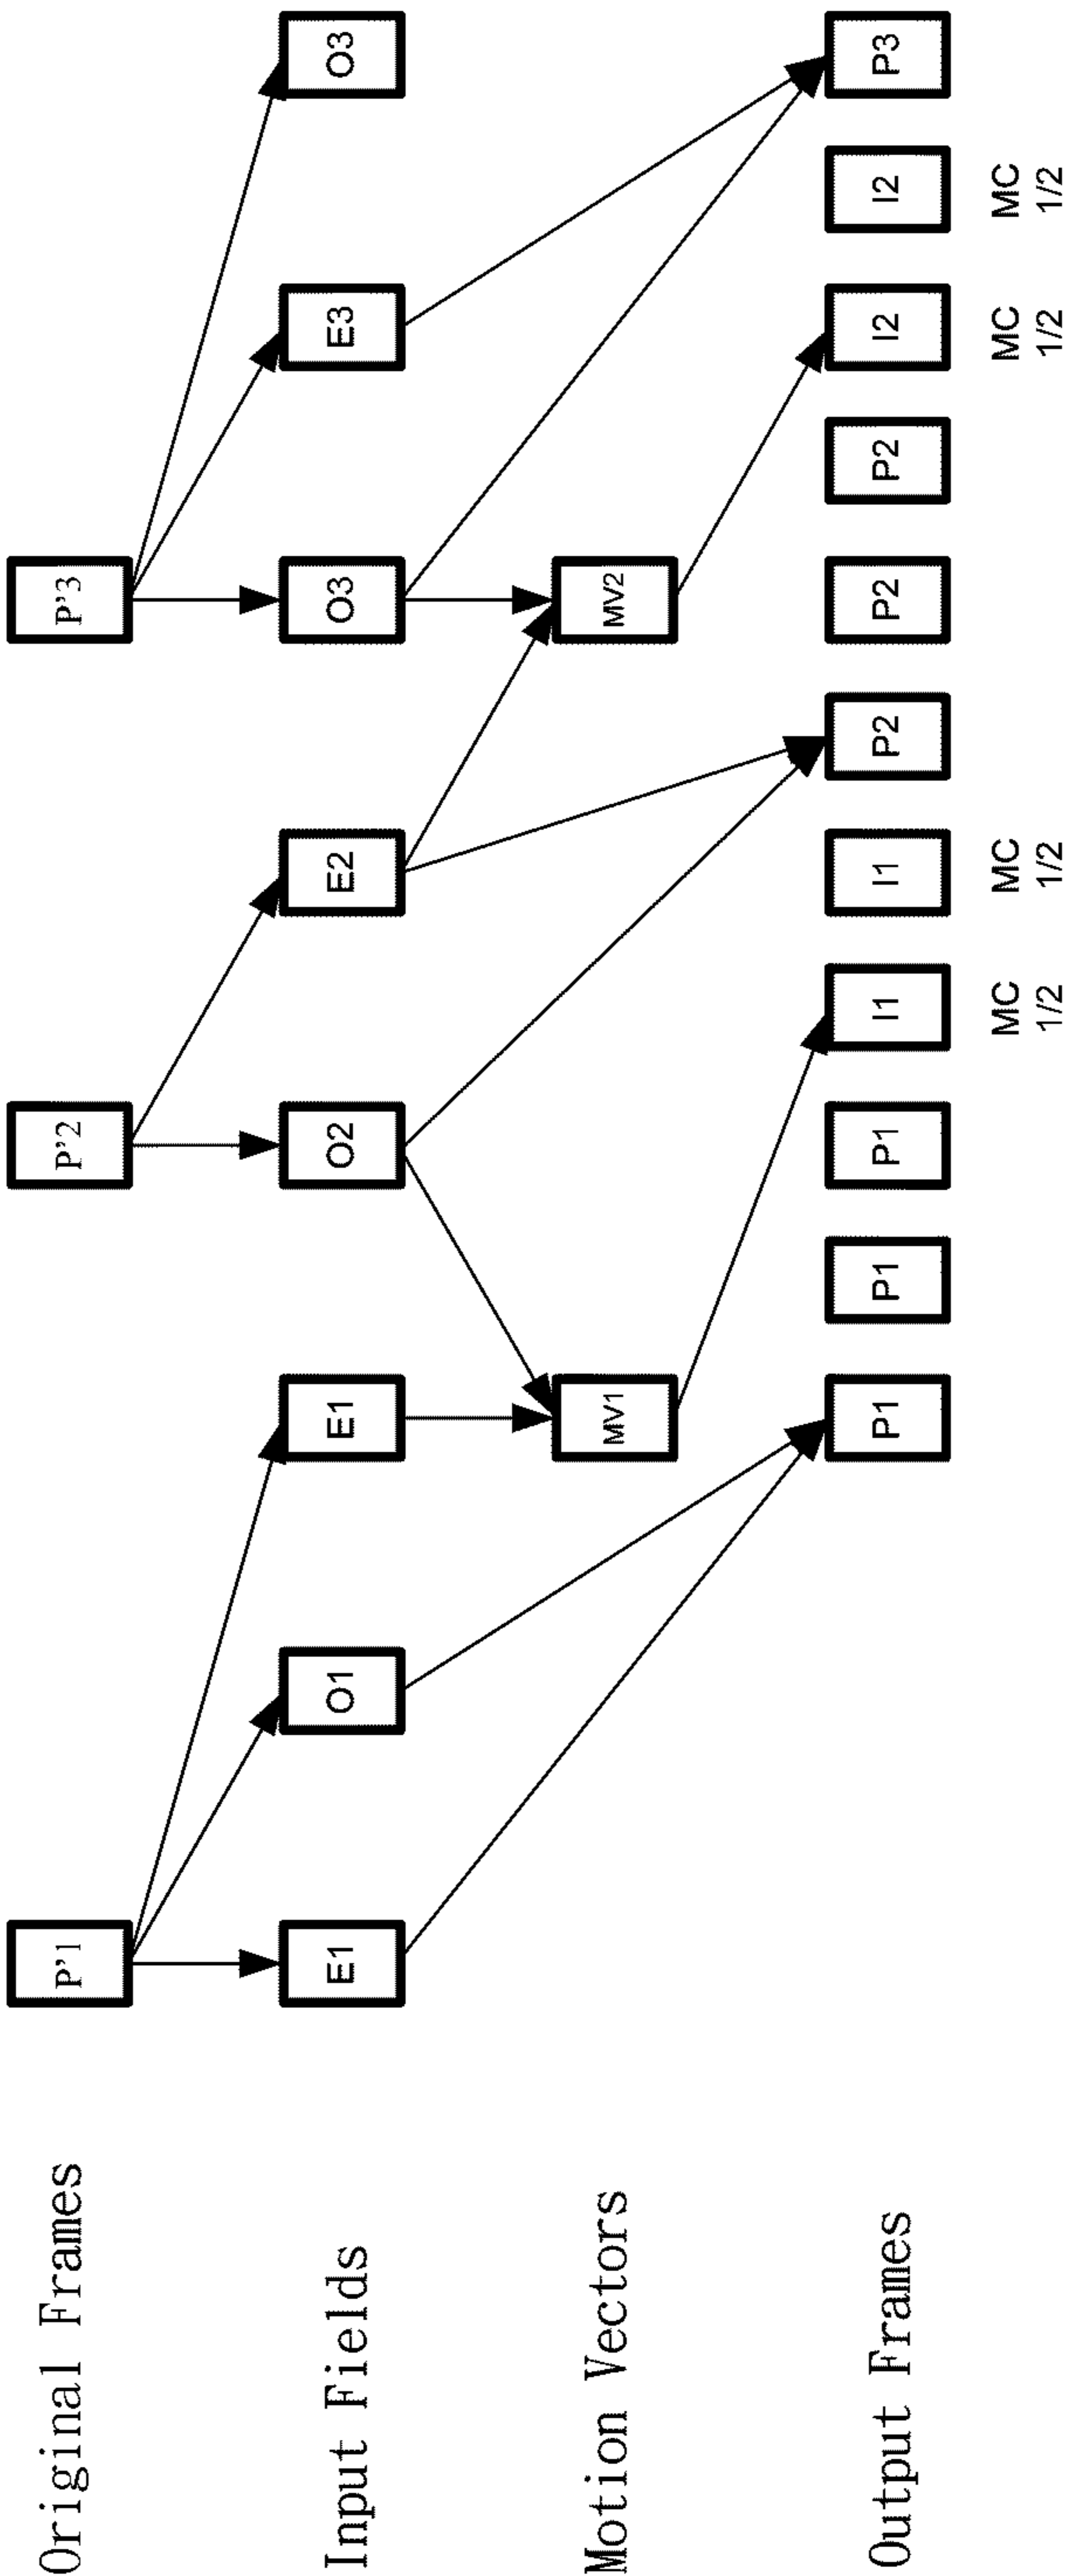 Original Frames
P'1
P'2
P'3
Input Fields
E1
O1
E1
O2
E2
O3
E3
O3
Motion Vectors
MV1
MV2
Output Frames
P1
P1
P1
I1
I1
P2
P2
P2
I2
I2
P3
MC
1/2
MC
1/2
MC
1/2
MC
1/2